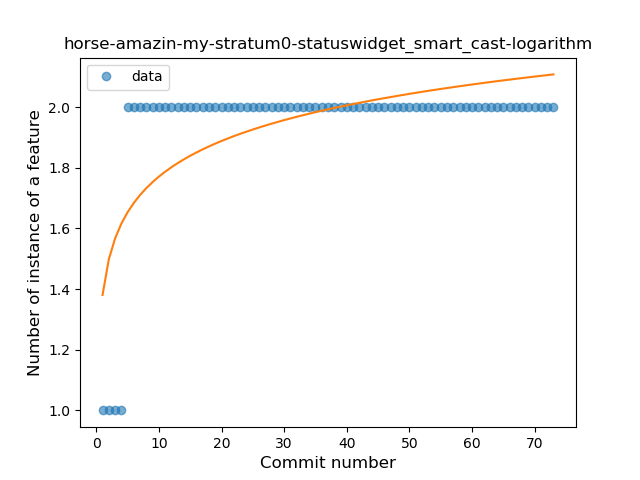 horse-amazin-my-stratum0-statuswidget_smart_cast-logarithm
data
Number of instance of a feature
2.0
1.8
1.6
1.4
1.2
1.0
0 10 20 30 40 50 60 70
Commit number